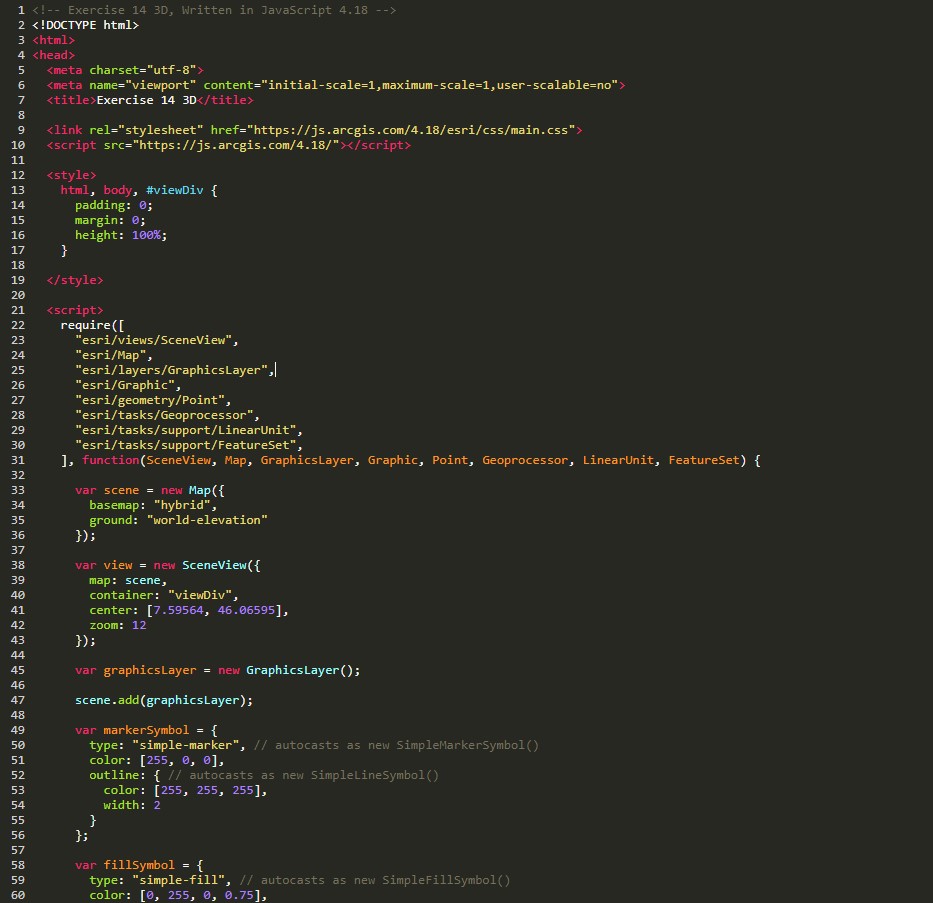 1 <!-- Exercise 14 3D, Written in JavaScript 4.18 -->
2 <!DOCTYPE html>
3 <html>
4 <head>
5   <meta charset="utf-8">
6   <meta name="viewport" content="initial-scale=1,maximum-scale=1,user-scalable=no">
7   <title>Exercise 14 3D</title>
8
9   <link rel="stylesheet" href="https://js.arcgis.com/4.18/esri/css/main.css">
10   <script src="https://js.arcgis.com/4.18/"></script>
11
12   <style>
13     html, body, #viewDiv {
14       padding: 0;
15       margin: 0;
16       height: 100%;
17     }
18
19   </style>
20
21   <script>
22     require([
23       "esri/views/SceneView",
24       "esri/Map",
25       "esri/layers/GraphicsLayer",
26       "esri/Graphic",
27       "esri/geometry/Point",
28       "esri/tasks/Geoprocessor",
29       "esri/tasks/support/LinearUnit",
30       "esri/tasks/support/FeatureSet",
31     ], function(SceneView, Map, GraphicsLayer, Graphic, Point, Geoprocessor, LinearUnit, FeatureSet) {
32
33       var scene = new Map({
34         basemap: "hybrid",
35         ground: "world-elevation"
36       });
37
38       var view = new SceneView({
39         map: scene,
40         container: "viewDiv",
41         center: [7.59564, 46.06595],
42         zoom: 12
43       });
44
45       var graphicsLayer = new GraphicsLayer();
46
47       scene.add(graphicsLayer);
48
49       var markerSymbol = {
50         type: "simple-marker", // autocasts as new SimpleMarkerSymbol()
51         color: [255, 0, 0],
52         outline: { // autocasts as new SimpleLineSymbol()
53           color: [255, 255, 255],
54           width: 2
55         }
56       };
57
58       var fillSymbol = {
59         type: "simple-fill", // autocasts as new SimpleFillSymbol()
60         color: [0, 255, 0, 0.75],